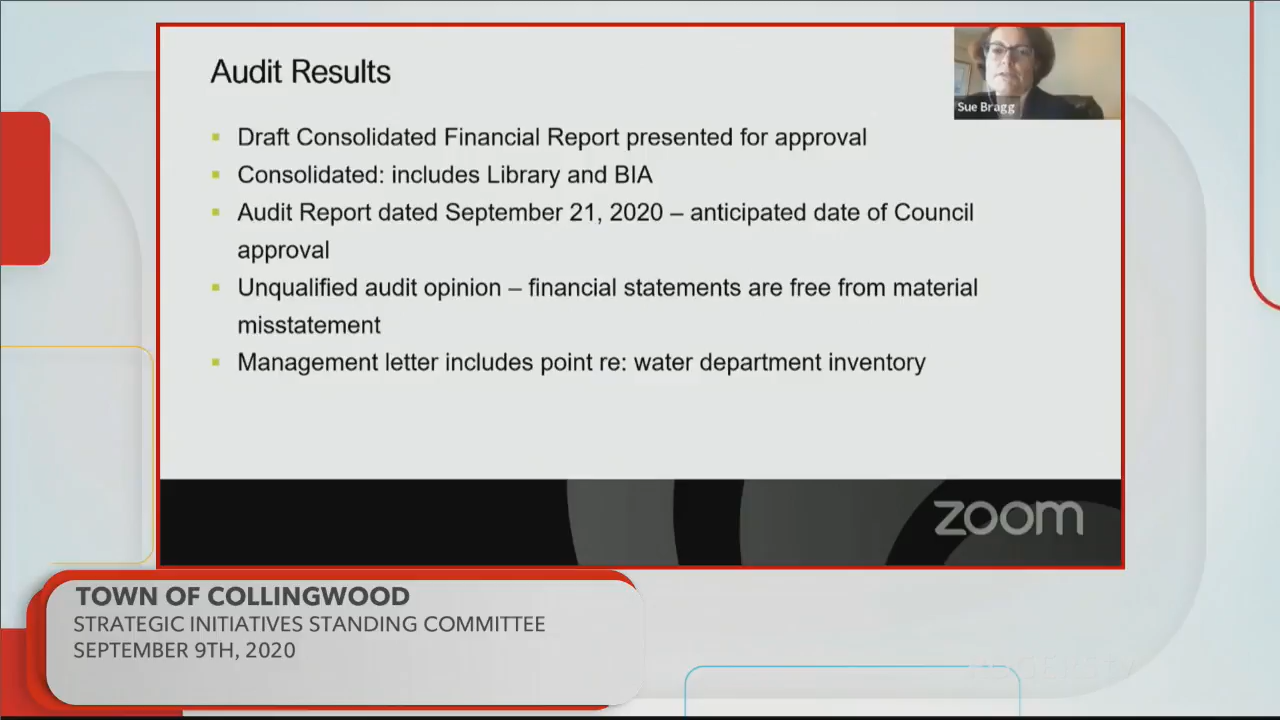 Audit Results
Sue Bragg
Draft Consolidated Financial Report presented for approval
Consolidated: includes Library and BIA
Audit Report dated September 21, 2020 – anticipated date of Council
approval
Unqualified audit opinion – financial statements are free from material
misstatement
Management letter includes point re: water department inventory
zoom
TOWN OF COLLINGWOOD
STRATEGIC INITIATIVES STANDING COMMITTEE
SEPTEMBER 9TH, 2020